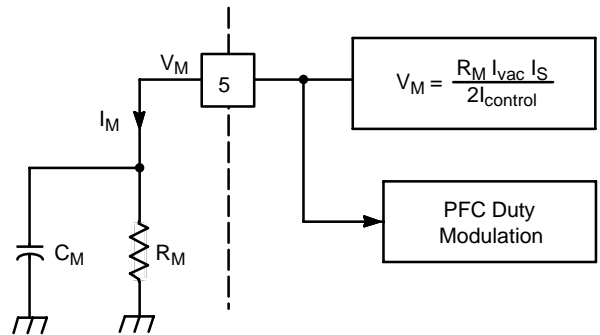 V_M
5
I_M
C_M
R_M
V_M = R_M I_vac I_S / 2I_control
PFC Duty
Modulation